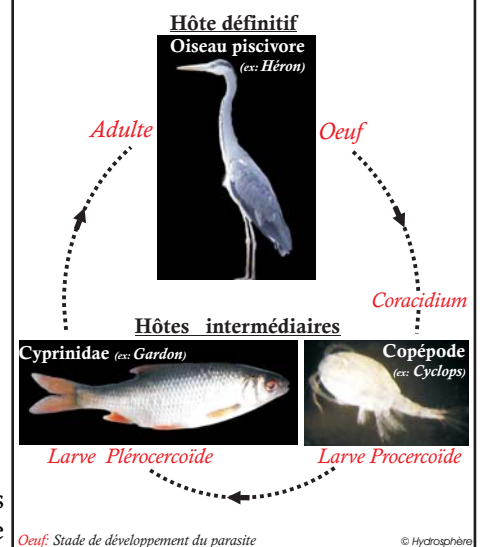 Hôte définitif
Oiseau piscivore
(ex: Héron)
Adulte
Oeuf
Coracidium
Hôtes intermédiaires
Cyprinidae (ex: Gardon)
Copépode
(ex: Cyclops)
Larve Plérocercoïde
Larve Procercoïde
s
e
Oeuf: Stade de développement du parasite
© Hydrosphère